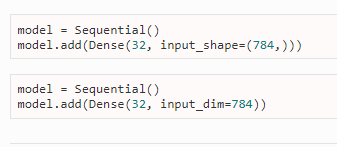 model = Sequential()
model.add(Dense(32, input_shape=(784,)))
model = Sequential()
model.add(Dense(32, input_dim=784))